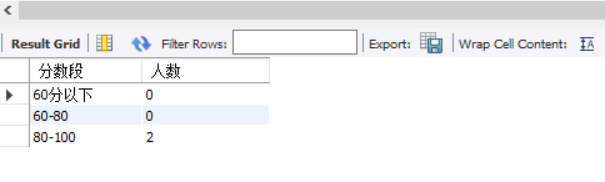 Result Grid Filter Rows: Export: Wrap Cell Content:
分数段 人数
60分以下 0
60-80 0
80-100 2